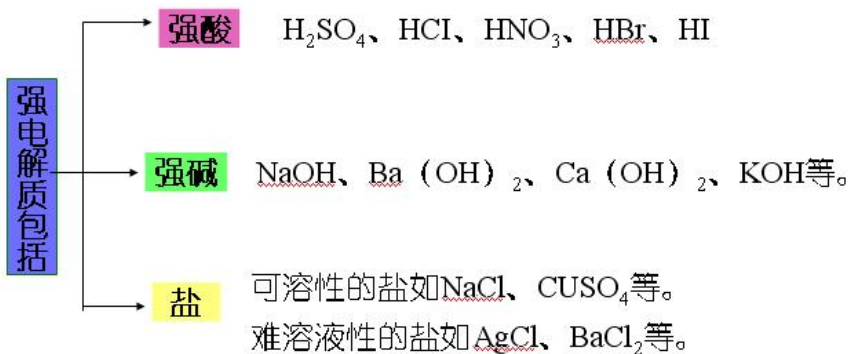 强电解质包括
强酸 H₂SO₄、HCI、HNO₃、HBr、HI
强碱 NaOH、Ba（OH）₂、Ca（OH）₂、KOH等。
盐 可溶性的盐如NaCl、CUSO₄等。
难溶液性的盐如AgCl、BaCl₂等。